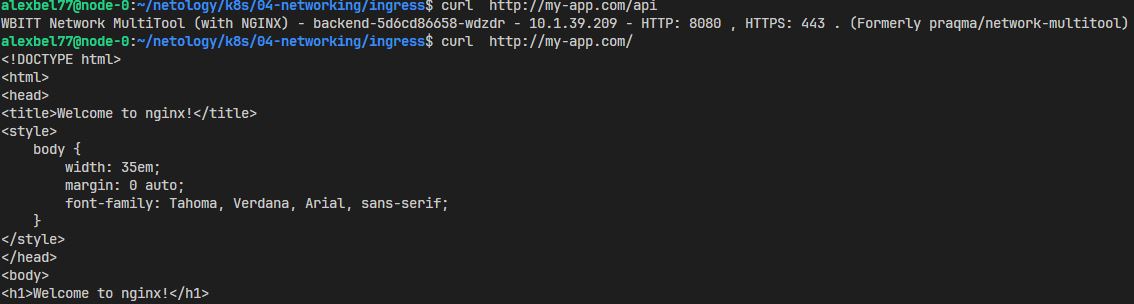 alexbel77@node-0:~/netology/k8s/04-networking/ingress$ curl  http://my-app.com/api
WBITT Network MultiTool (with NGINX) - backend-5d6cd86658-wdzdr - 10.1.39.209 - HTTP: 8080 , HTTPS: 443 . (Formerly praqma/network-multitool)
alexbel77@node-0:~/netology/k8s/04-networking/ingress$ curl  http://my-app.com/
<!DOCTYPE html>
<html>
<head>
<title>Welcome to nginx!</title>
<style>
    body {
        width: 35em;
        margin: 0 auto;
        font-family: Tahoma, Verdana, Arial, sans-serif;
    }
</style>
</head>
<body>
<h1>Welcome to nginx!</h1>